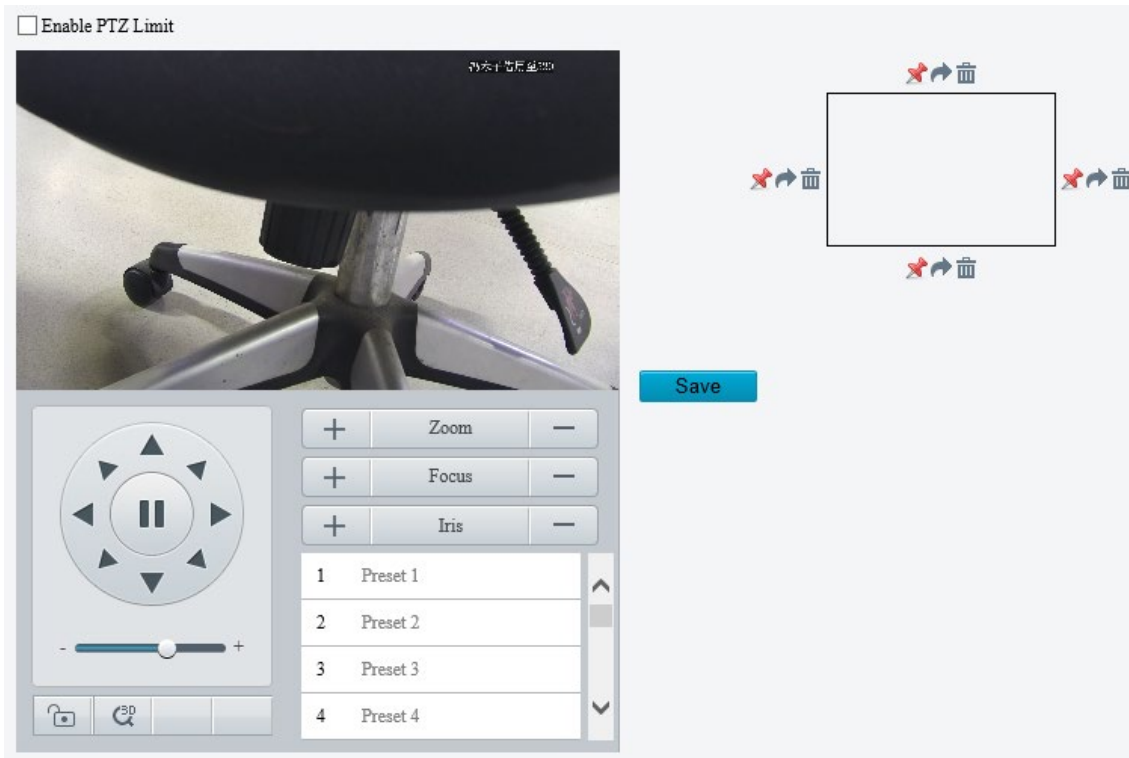 Enable PTZ Limit
Save
- +
+ Zoom −
+ Focus −
+ Iris −
1 Preset 1
2 Preset 2
3 Preset 3
4 Preset 4
3D